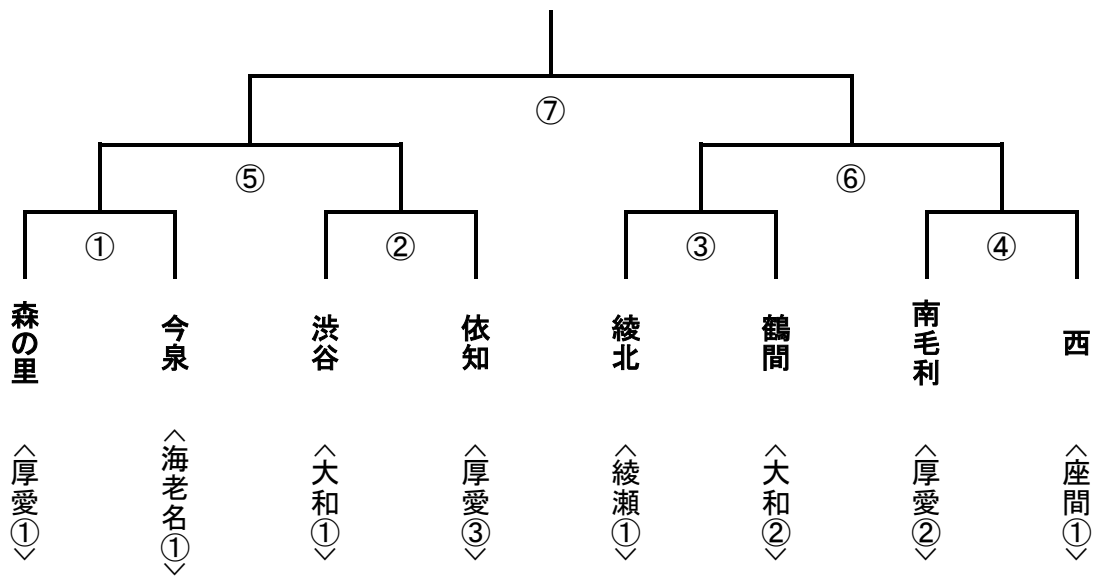 ⑦
⑤
⑥
①
②
③
④
森の里
今泉
渋谷
依知
綾北
鶴間
南毛利
西
〈厚愛①〉
〈海老名①〉
〈大和①〉
〈厚愛③〉
〈綾瀬①〉
〈大和②〉
〈厚愛②〉
〈座間①〉